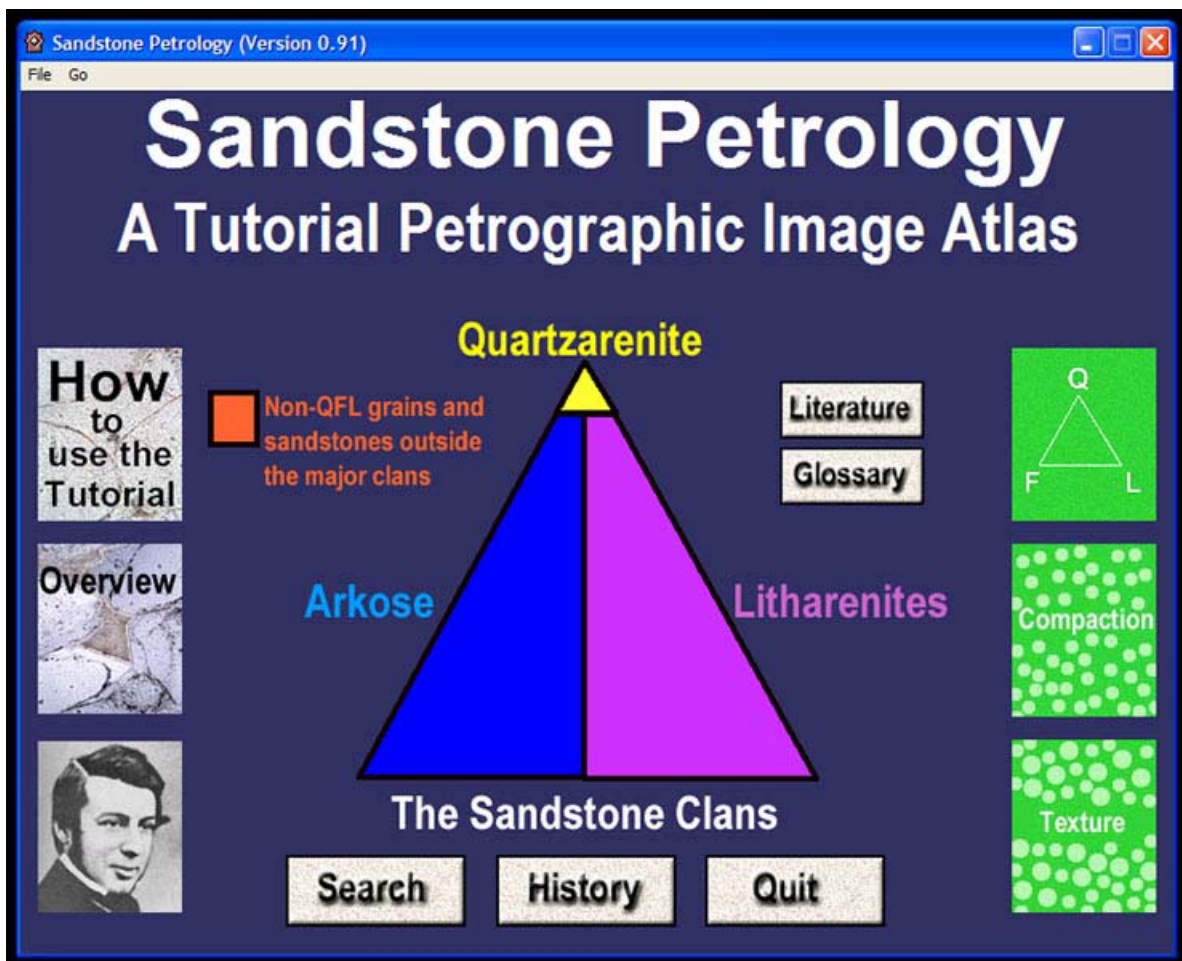 Sandstone Petrology (Version 0.91)
File Go
Sandstone Petrology
A Tutorial Petrographic Image Atlas
Quartzarenite
How
to
use the
Tutorial
Non-QFL grains and
sandstones outside
the major clans
Literature
Glossary
Q
F L
Overview
Arkose
Litharenites
Compaction
Texture
The Sandstone Clans
Search
History
Quit